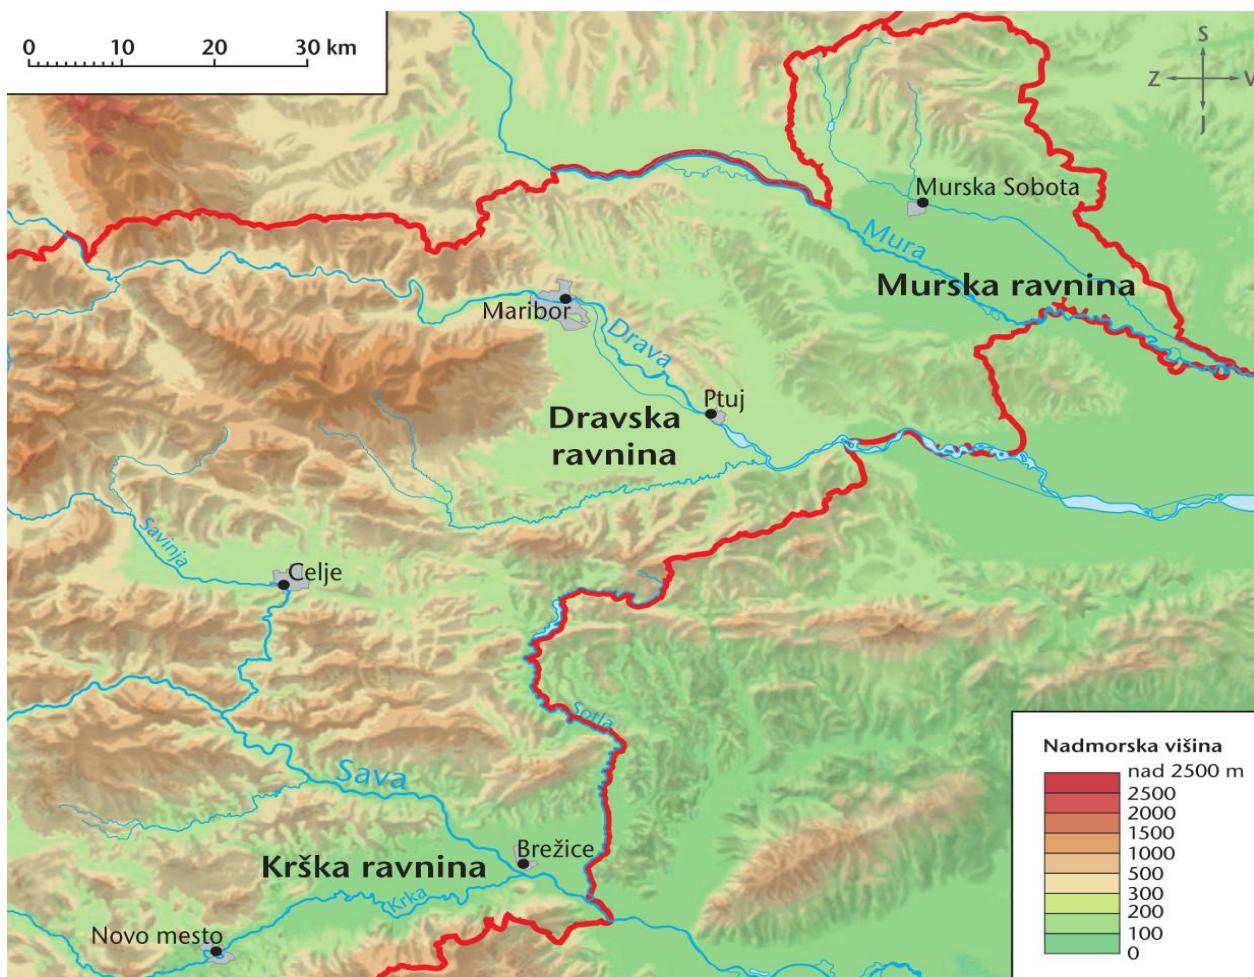 0 10 20 30 km
S
Z V
J
Murska Sobota
Mura
Murska ravnina
Maribor
Drava
Ptuj
Dravska
ravnina
Savinja
Celje
Sotla
Sava
Brežice
Krška ravnina
Krka
Novo mesto
Nadmorska višina
nad 2500 m
2500
2000
1500
1000
500
300
200
100
0